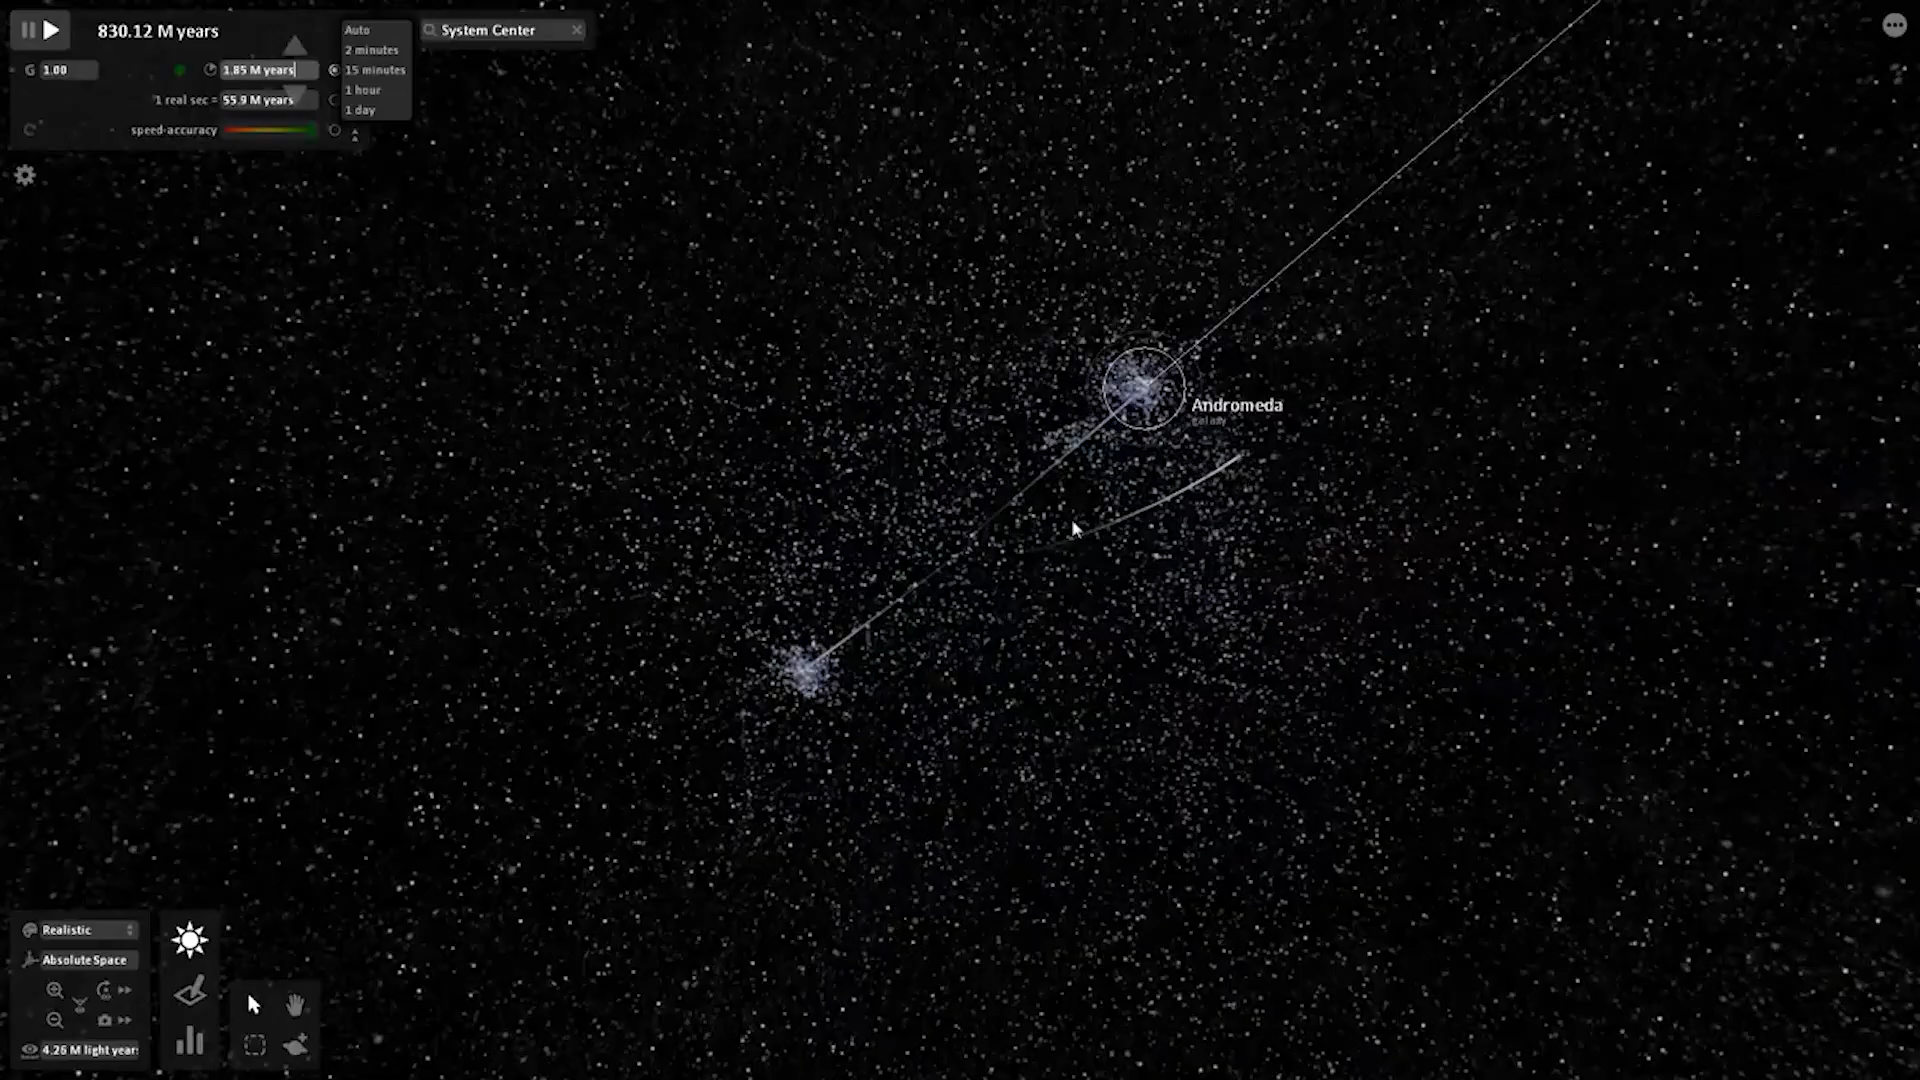 830.12 M years
Auto
2 minutes
15 minutes
1 hour
1 day
System Center
G 1.00
1.85 M years
1 real sec = 55.9 M years
speed-accuracy
Andromeda
galaxy
Realistic
Absolute Space
4.26 M light year